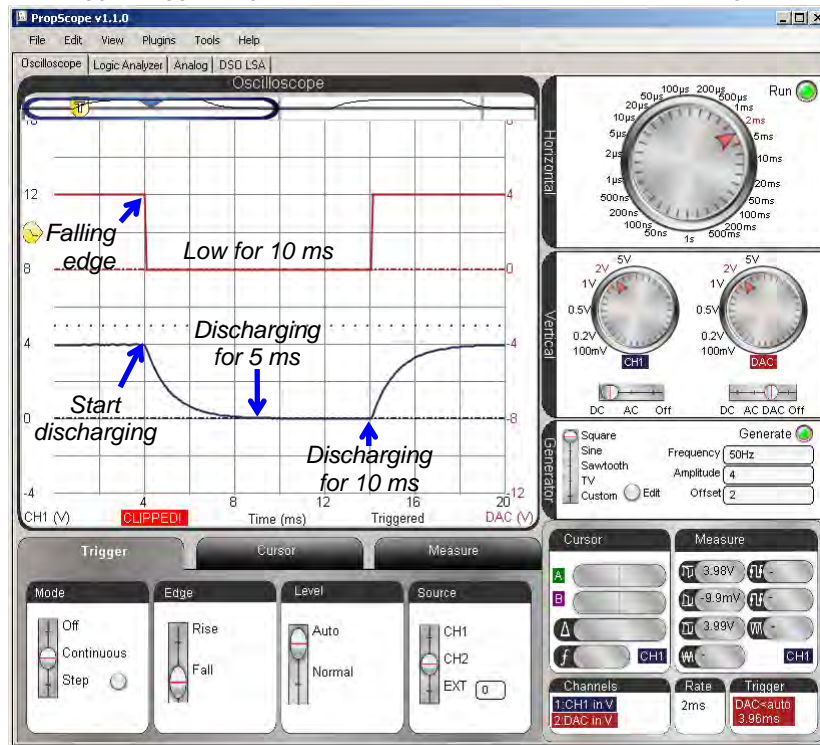 PropScope v1.1.0
File Edit View Plugins Tools Help
Oscilloscope Logic Analyzer Analog DSO LSA
Oscilloscope
T
12
8
4
0
-4
4
0
-4
-8
-12
Falling
edge
Low for 10 ms
Discharging
for 5 ms
Start
discharging
Discharging
for 10 ms
4 8 12 16 20
CH1 (V) CLIPPED! Time (ms) Triggered DAC (V)
Horizontal
Run
50ns
100ns
200ns
500ns
1µs
2µs
5µs
10µs
20µs
50µs
100µs
200µs
500µs
1ms
2ms
5ms
10ms
20ms
50ms
100ms
200ms
500ms
1s
Vertical
5V
2V
1V
0.5V
0.2V
100mV
CH1
DC AC Off
5V
2V
1V
0.5V
0.2V
100mV
DAC
DC AC DAC Off
Generator
Square
Sine
Sawtooth
TV
Custom Edit
Generate
Frequency 50Hz
Amplitude 4
Offset 2
Trigger Cursor Measure
Mode
Off
Continuous
Step
Edge
Rise
Fall
Level
Auto
Normal
Source
CH1
CH2
EXT 0
Cursor
A
B
Δ
f CH1
Measure
3.98V -
-9.9mV -
3.99V -
-
CH1
Channels
1:CH1 in V
2:DAC in V
Rate
2ms
Trigger
DAC<auto
3.96ms